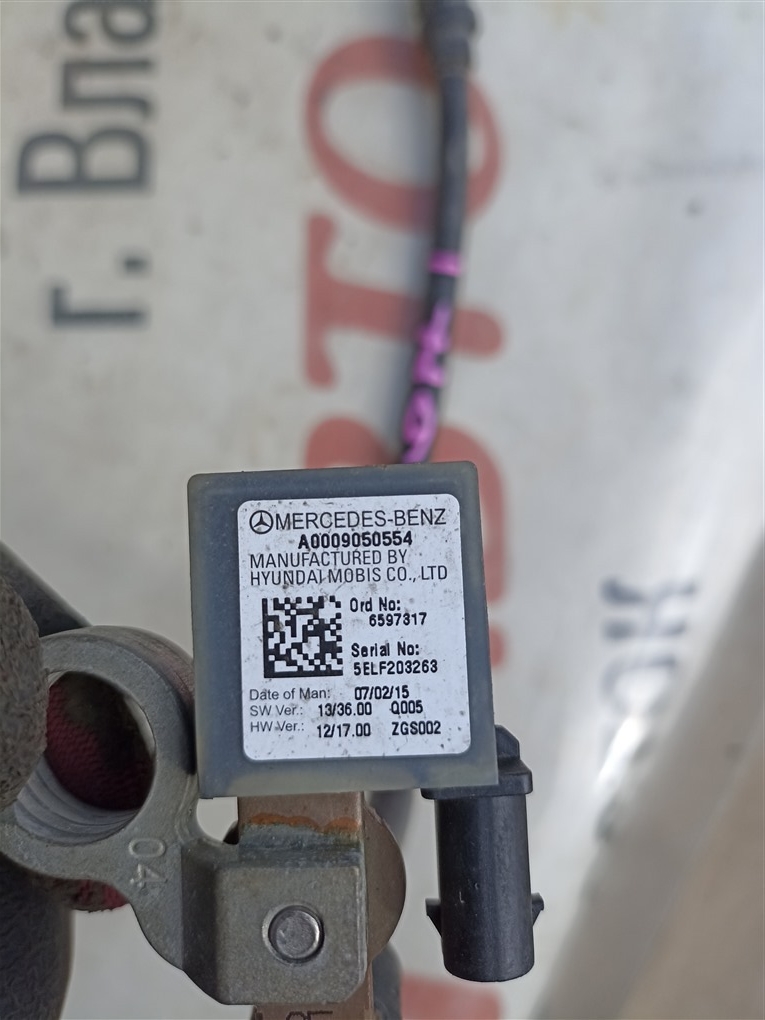 г. Вла
АВТО
MERCEDES-BENZ
A0009050554
MANUFACTURED BY
HYUNDAI MOBIS CO., LTD
Ord No:
6597317
Serial No:
5ELF203263
Date of Man: 07/02/15
SW Ver.: 13/36.00 Q005
HW Ver.: 12/17.00 ZGS002
04